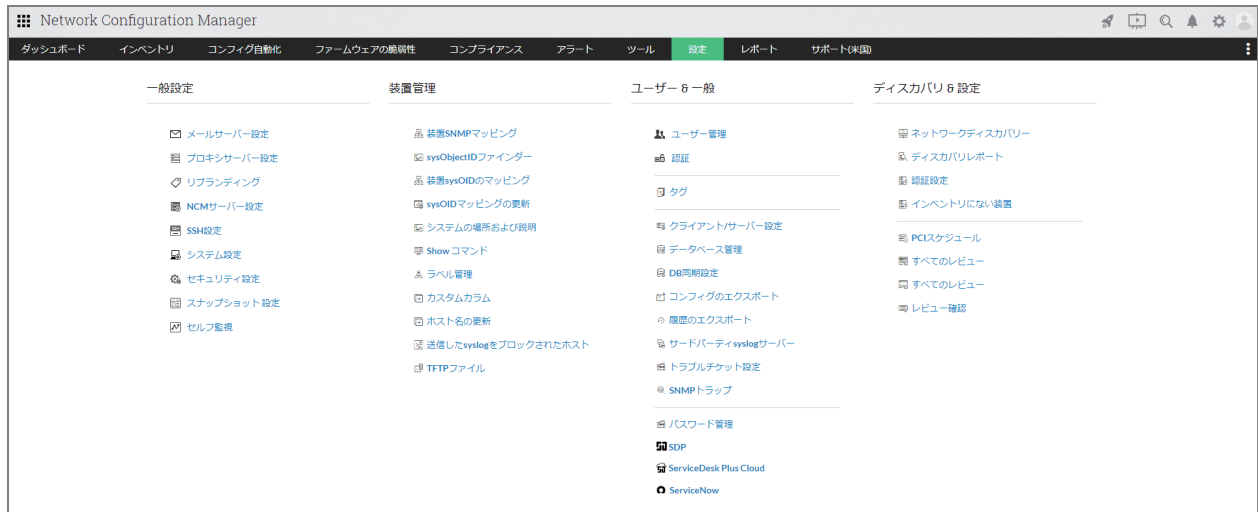 Network Configuration Manager
ダッシュボード インベントリ コンフィグ自動化 ファームウェアの脆弱性 コンプライアンス アラート ツール 設定 レポート サポート(米国)
一般設定
メールサーバー設定
プロキシサーバー設定
リブランディング
NCMサーバー設定
SSH設定
システム設定
セキュリティ設定
スナップショット設定
セルフ監視
装置管理
装置SNMPマッピング
sysObjectIDファインダー
装置sysOIDのマッピング
sysOIDマッピングの更新
システムの場所および説明
Show コマンド
ラベル管理
カスタムカラム
ホスト名の更新
送信したsyslogをブロックされたホスト
TFTPファイル
ユーザー & 一般
ユーザー管理
認証
タグ
クライアント/サーバー設定
データベース管理
DB同期設定
コンフィグのエクスポート
履歴のエクスポート
サードパーティsyslogサーバー
トラブルチケット設定
SNMPトラップ
パスワード管理
SDP
ServiceDesk Plus Cloud
ServiceNow
ディスカバリ & 設定
ネットワークディスカバリー
ディスカバリレポート
認証設定
インベントリにない装置
PCIスケジュール
すべてのレビュー
すべてのレビュー
レビュー確認